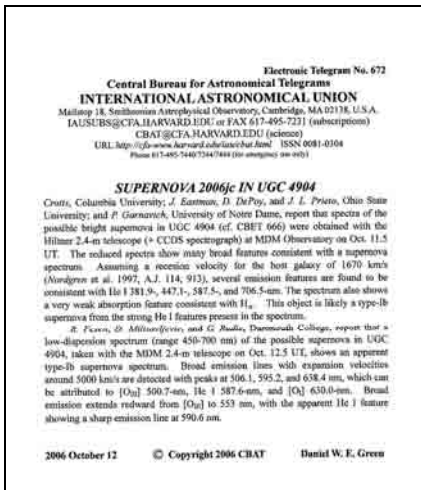 Electronic Telegram No. 672
Central Bureau for Astronomical Telegrams
INTERNATIONAL ASTRONOMICAL UNION
Mailstop 18, Smithsonian Astrophysical Observatory, Cambridge, MA 02138, U.S.A.
IAUSUBS@CFA.HARVARD.EDU or FAX 617-495-7231 (subscriptions)
CBAT@CFA.HARVARD.EDU (science)
URL http://cfa-www.harvard.edu/iau/cbat.html ISSN 0081-0304
Phone 617-495-7440/7244/7444 (for emergency use only)
SUPERNOVA 2006jc IN UGC 4904
Crotts, Columbia University; J. Eastman, D. DePoy, and J. L. Prieto, Ohio State
University; and P. Garnavich, University of Notre Dame, report that spectra of the
possible bright supernova in UGC 4904 (cf. CBET 666) were obtained with the
Hiltner 2.4-m telescope (+ CCDS spectrograph) at MDM Observatory on Oct. 11.5
UT. The reduced spectra show many broad features consistent with a supernova
spectrum. Assuming a recession velocity for the host galaxy of 1670 km/s
(Nordgren et al. 1997, A.J. 114, 913), several emission features are found to be
consistent with He I 381.9-, 447.1-, 587.5-, and 706.5-nm. The spectrum also shows
a very weak absorption feature consistent with Hα. This object is likely a type-Ib
supernova from the strong He I features present in the spectrum.
R. Fesen, D. Milisavljevic, and G. Rudie, Dartmouth College, report that a
low-dispersion spectrum (range 450-700 nm) of the possible supernova in UGC
4904, taken with the MDM 2.4-m telescope on Oct. 12.5 UT, shows an apparent
type-Ib supernova spectrum. Broad emission lines with expansion velocities
around 5000 km/s are detected with peaks at 506.1, 595.2, and 638.4 nm, which can
be attributed to [OIII] 500.7-nm, He I 587.6-nm, and [OI] 630.0-nm. Broad
emission extends redward from [OIII] to 553 nm, with the apparent He I feature
showing a sharp emission line at 590.6 nm.
2006 October 12 © Copyright 2006 CBAT Daniel W. E. Green